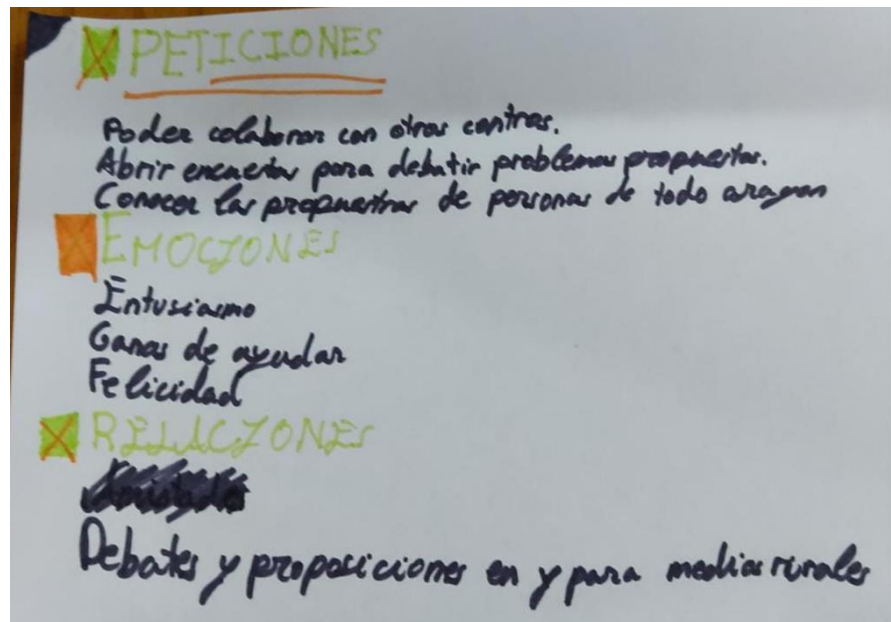 PETICIONES
Poder colaborar con otros centros.
Abrir encuestas para debatir problemas propuestos.
Conocer las propuestas de personas de todo aragon
EMOCIONES
Entusiasmo
Ganas de ayudar
Felicidad
RELACIONES
Debates y proposiciones en y para medios rurales